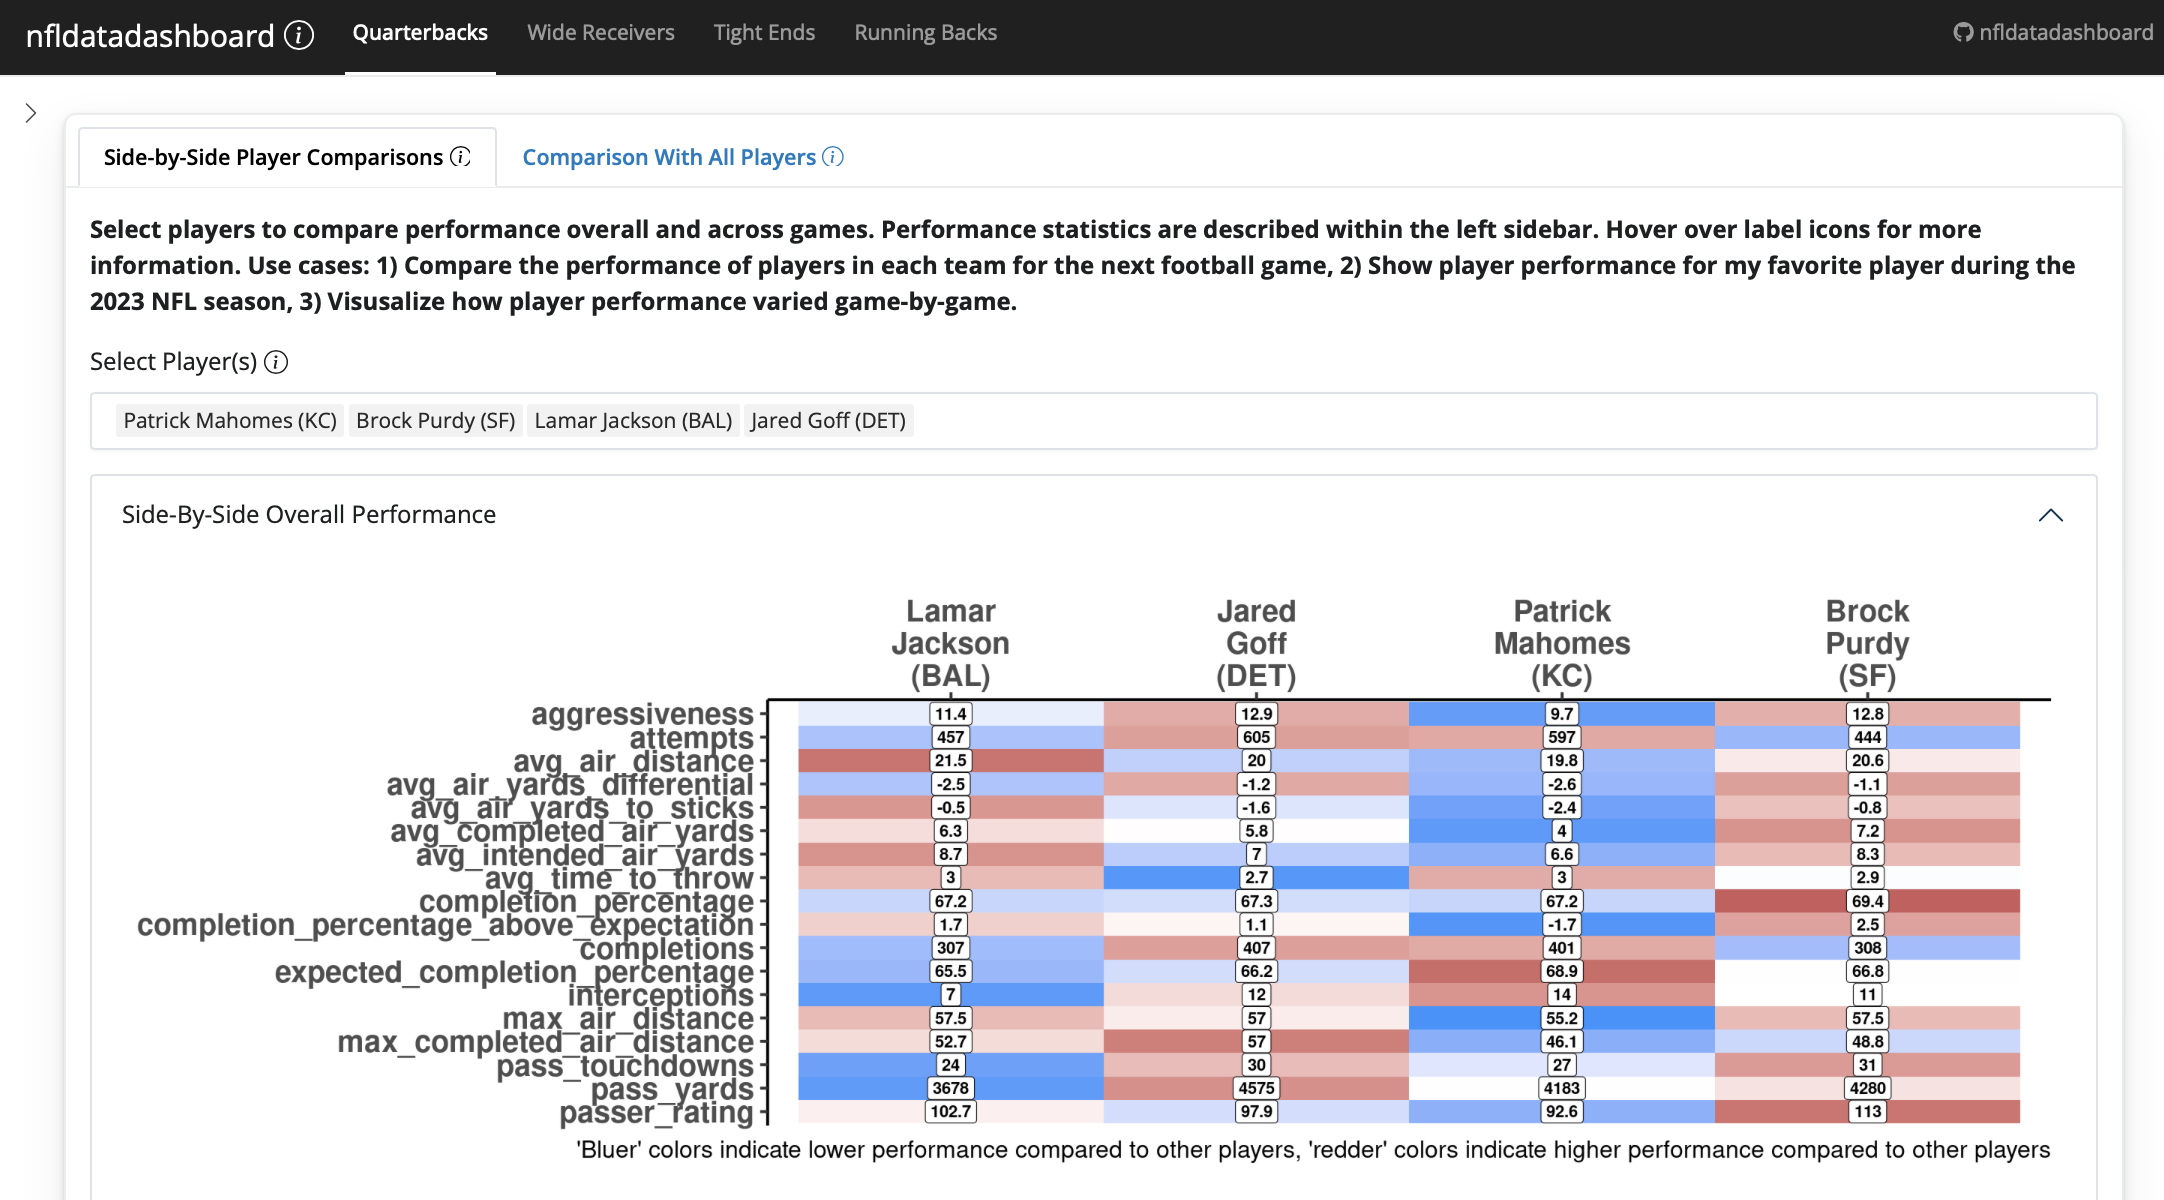 nfldatadashboard Quarterbacks Wide Receivers Tight Ends Running Backs nfldatadashboard
Side-by-Side Player Comparisons Comparison With All Players
Select players to compare performance overall and across games. Performance statistics are described within the left sidebar. Hover over label icons for more
information. Use cases: 1) Compare the performance of players in each team for the next football game, 2) Show player performance for my favorite player during the
2023 NFL season, 3) Visusalize how player performance varied game-by-game.
Select Player(s)
Patrick Mahomes (KC) Brock Purdy (SF) Lamar Jackson (BAL) Jared Goff (DET)
Side-By-Side Overall Performance
Lamar Jared Patrick Brock
Jackson Goff Mahomes Purdy
(BAL) (DET) (KC) (SF)
aggressiveness 11.4 12.9 9.7 12.8
attempts 457 605 597 444
avg_air_distance 21.5 20 19.8 20.6
avg_air_yards_differential -2.5 -1.2 -2.6 -1.1
avg_air_yards_to_sticks -0.5 -1.6 -2.4 -0.8
avg_completed_air_yards 6.3 5.8 4 7.2
avg_intended_air_yards 8.7 7 6.6 8.3
avg_time_to_throw 3 2.7 3 2.9
completion_percentage 67.2 67.3 67.2 69.4
completion_percentage_above_expectation 1.7 1.1 -1.7 2.5
completions 307 407 401 308
expected_completion_percentage 65.5 66.2 68.9 66.8
interceptions 7 12 14 11
max_air_distance 57.5 57 55.2 57.5
max_completed_air_distance 52.7 57 46.1 48.8
pass_touchdowns 24 30 27 31
pass_yards 3678 4575 4183 4280
passer_rating 102.7 97.9 92.6 113
'Bluer' colors indicate lower performance compared to other players, 'redder' colors indicate higher performance compared to other players